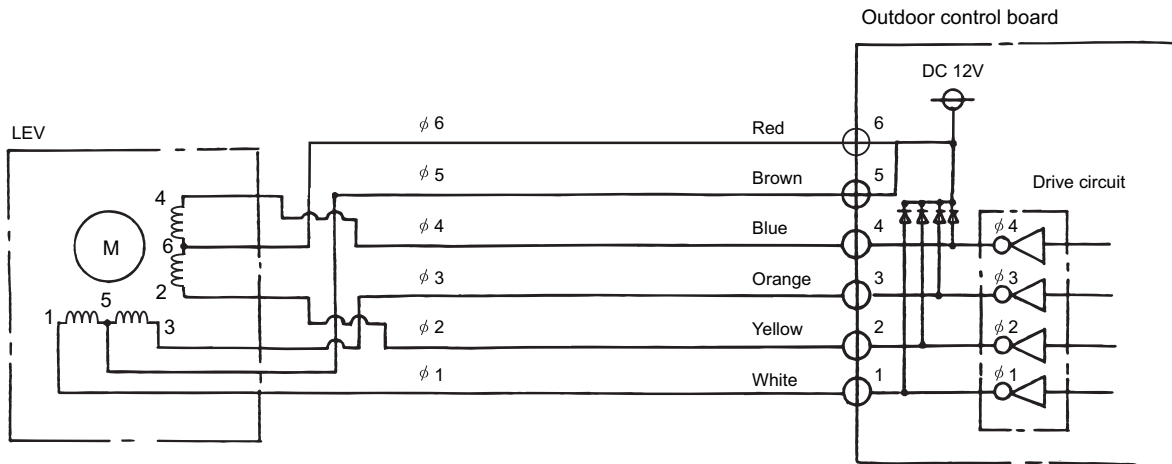 Outdoor control board
DC 12V
LEV
ϕ 6 Red 6
ϕ 5 Brown 5
Drive circuit
4
ϕ 4 Blue 4 ϕ 4
M
6
2
ϕ 3 Orange 3 ϕ 3
5
1 3
ϕ 2 Yellow 2 ϕ 2
ϕ 1 White 1 ϕ 1